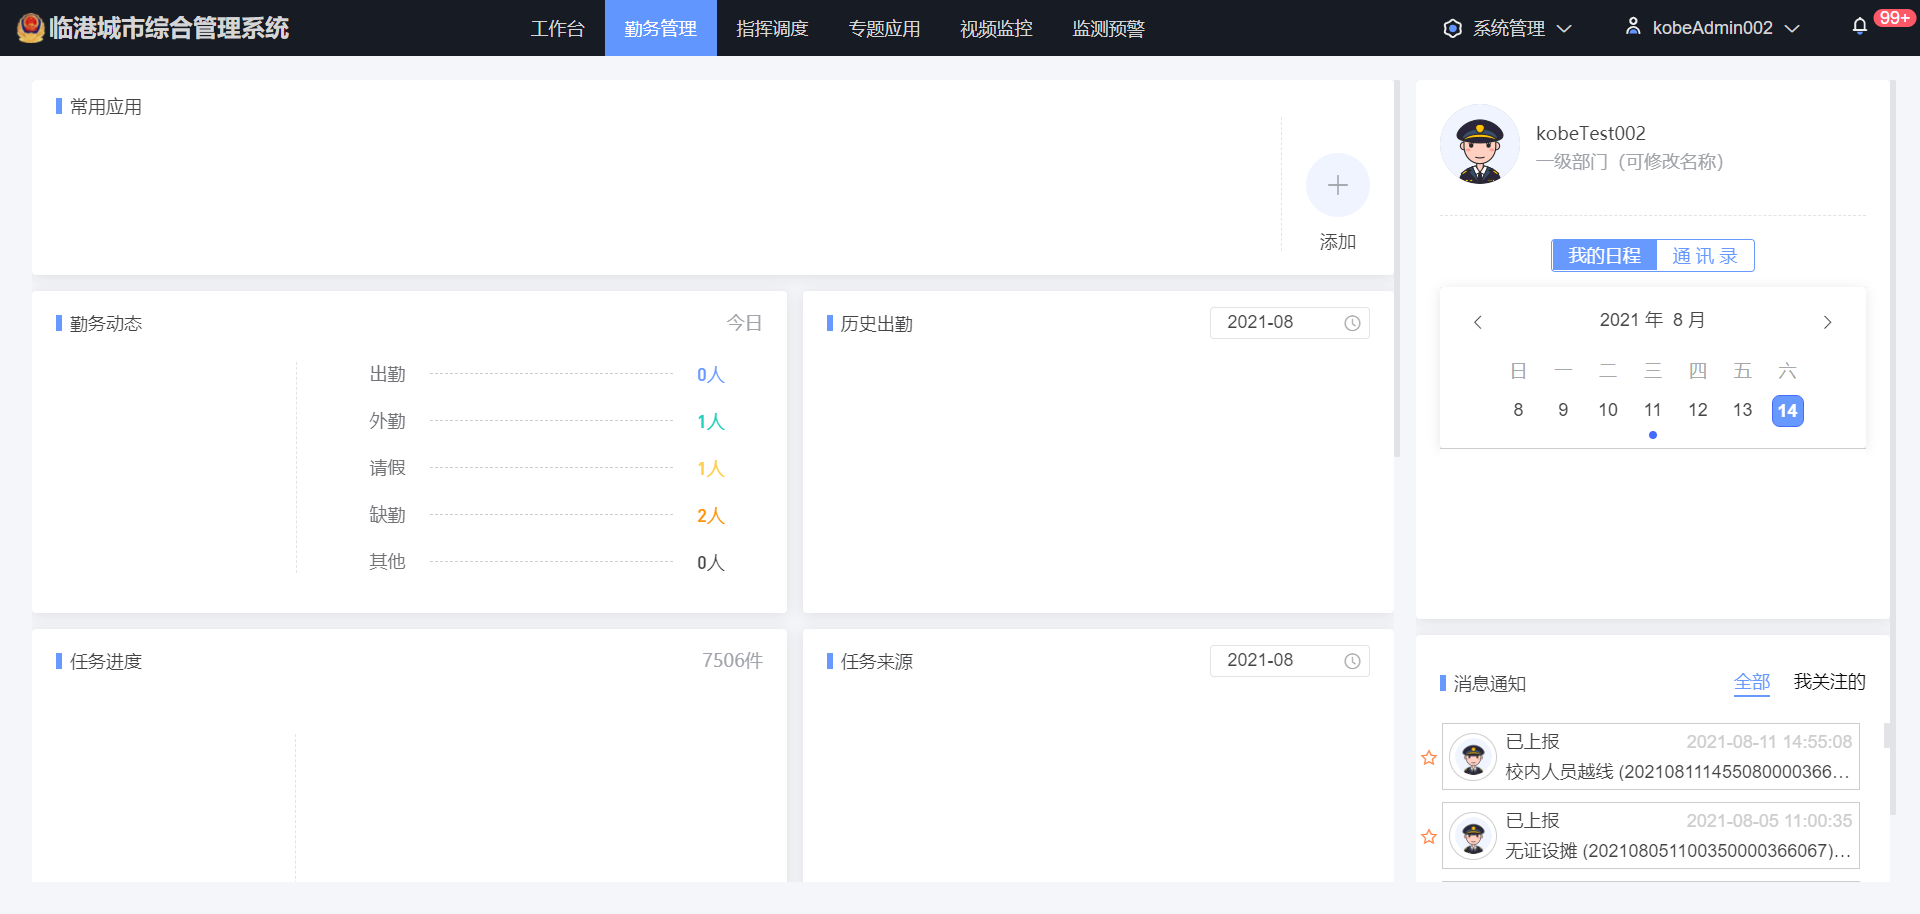 临港城市综合管理系统
工作台 勤务管理 指挥调度 专题应用 视频监控 监测预警
系统管理 kobeAdmin002 99+
常用应用
添加
勤务动态 今日
出勤 0人
外勤 1人
请假 1人
缺勤 2人
其他 0人
历史出勤 2021-08
任务进度 7506件
任务来源 2021-08
kobeTest002
一级部门（可修改名称）
我的日程 通讯录
2021 年 8 月
日 一 二 三 四 五 六
8 9 10 11 12 13 14
消息通知 全部 我关注的
已上报 2021-08-11 14:55:08
校内人员越线 (202108111455080000366...
已上报 2021-08-05 11:00:35
无证设摊 (202108051100350000366067)...